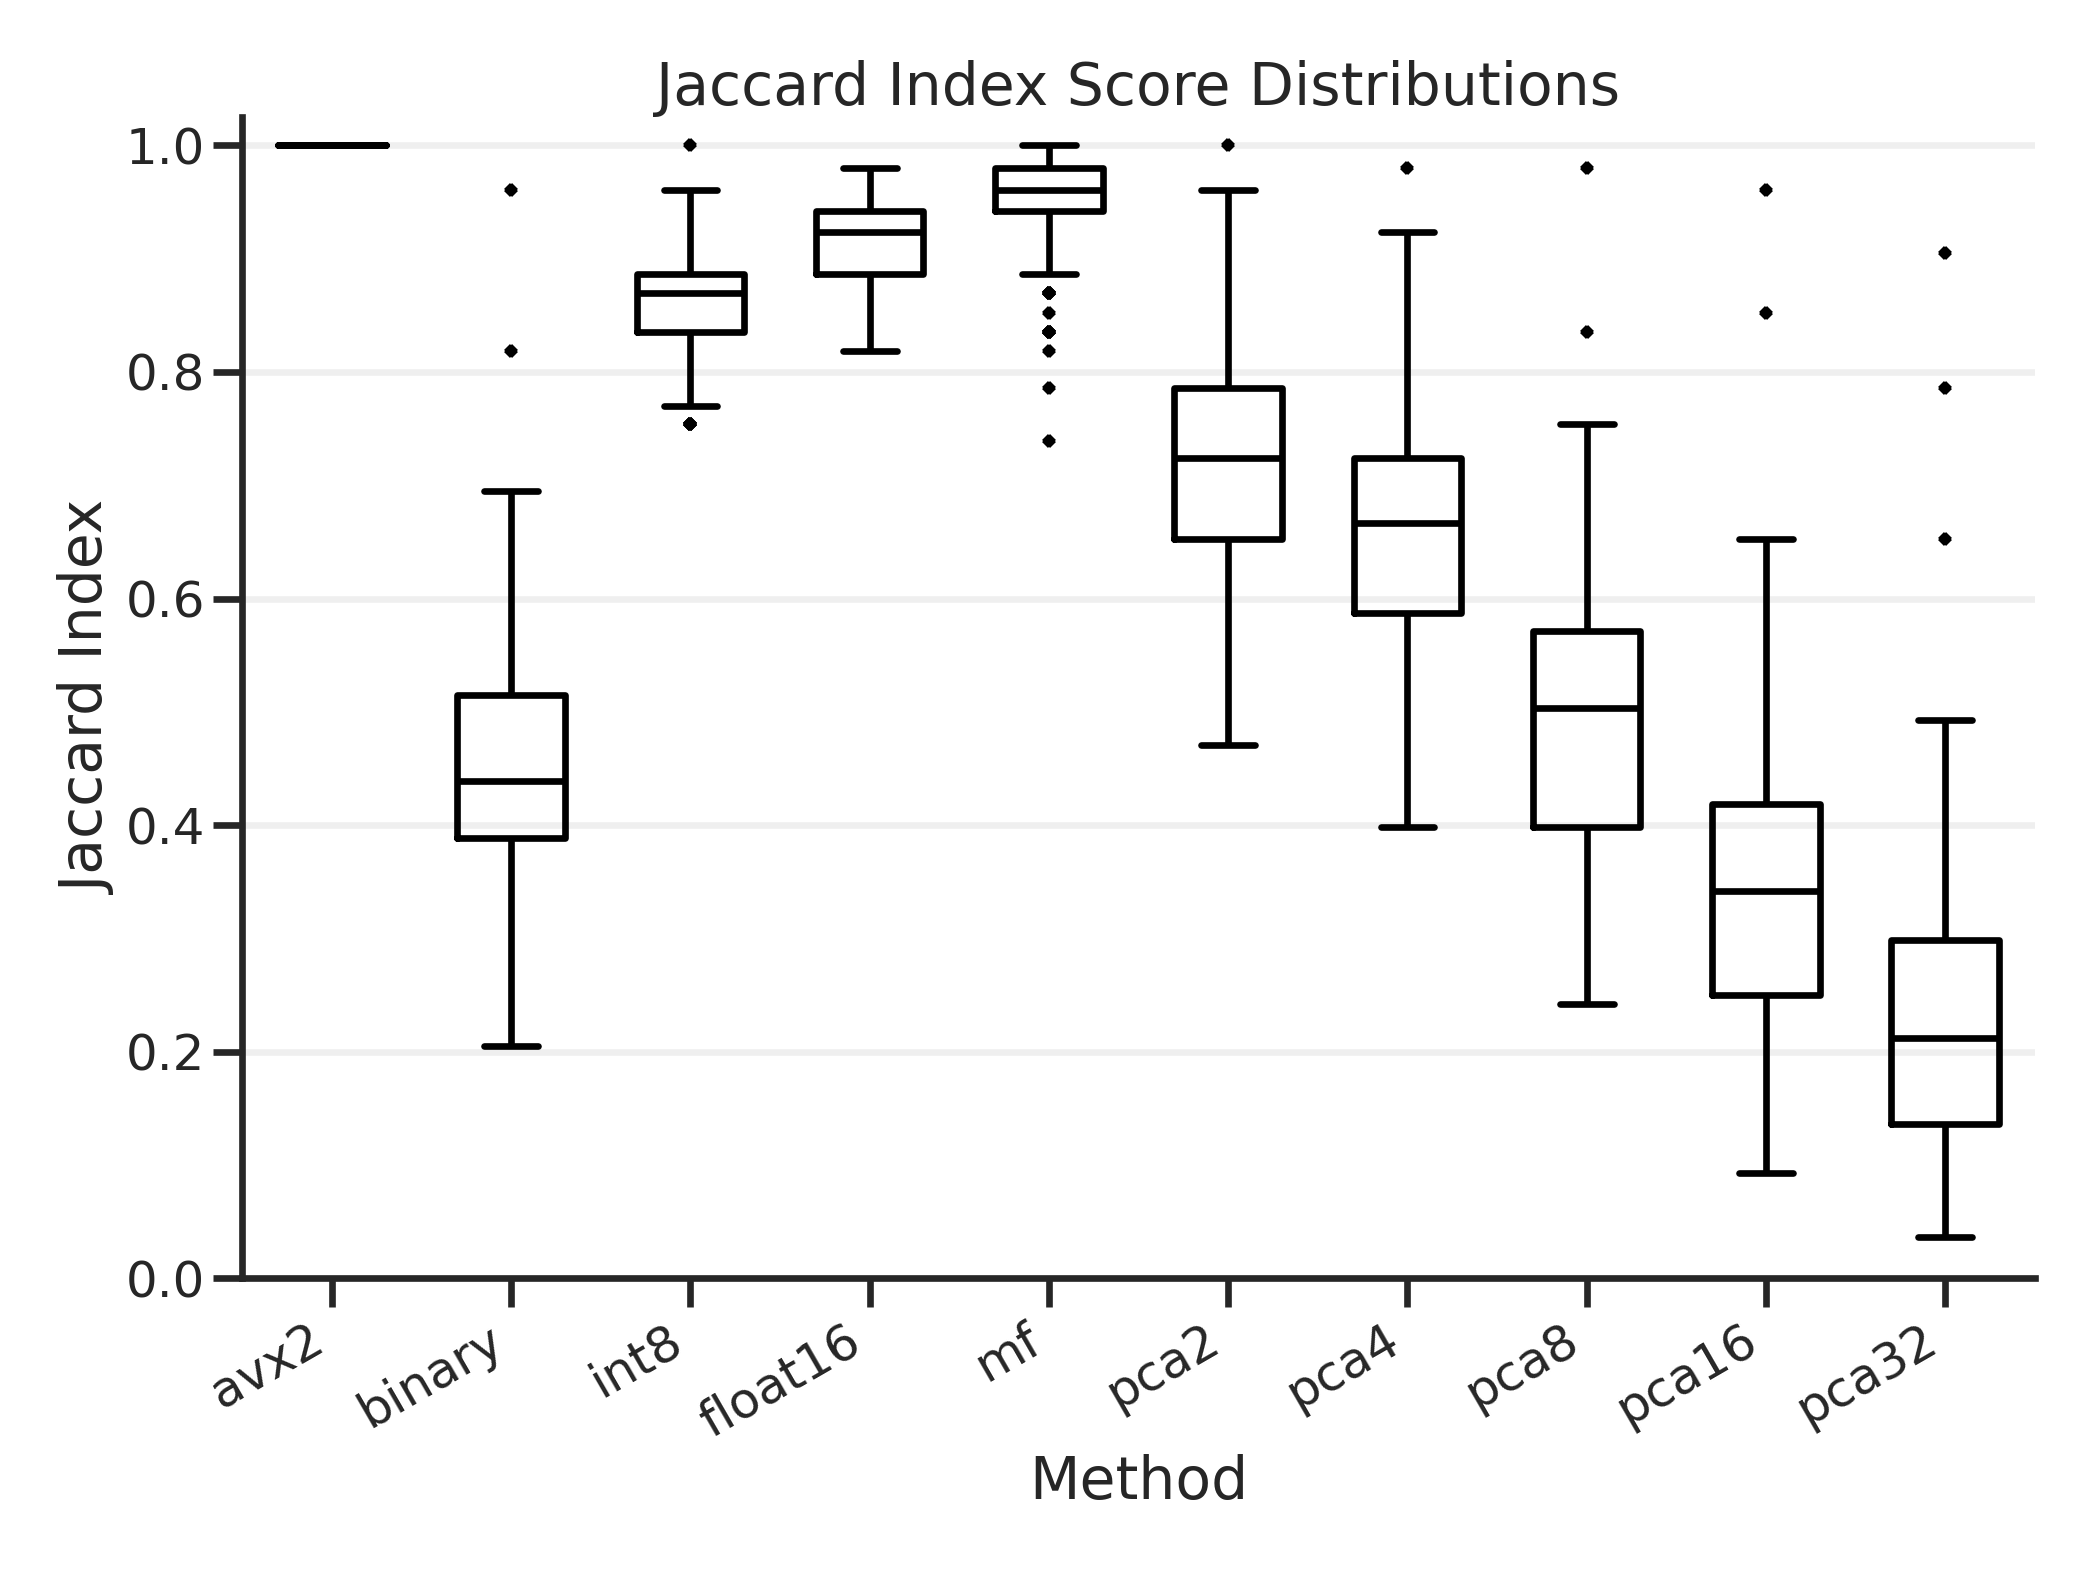 Jaccard Index Score Distributions
Jaccard Index
1.0
0.8
0.6
0.4
0.2
0.0
avx2
binary
int8
float16
mf
pca2
pca4
pca8
pca16
pca32
Method